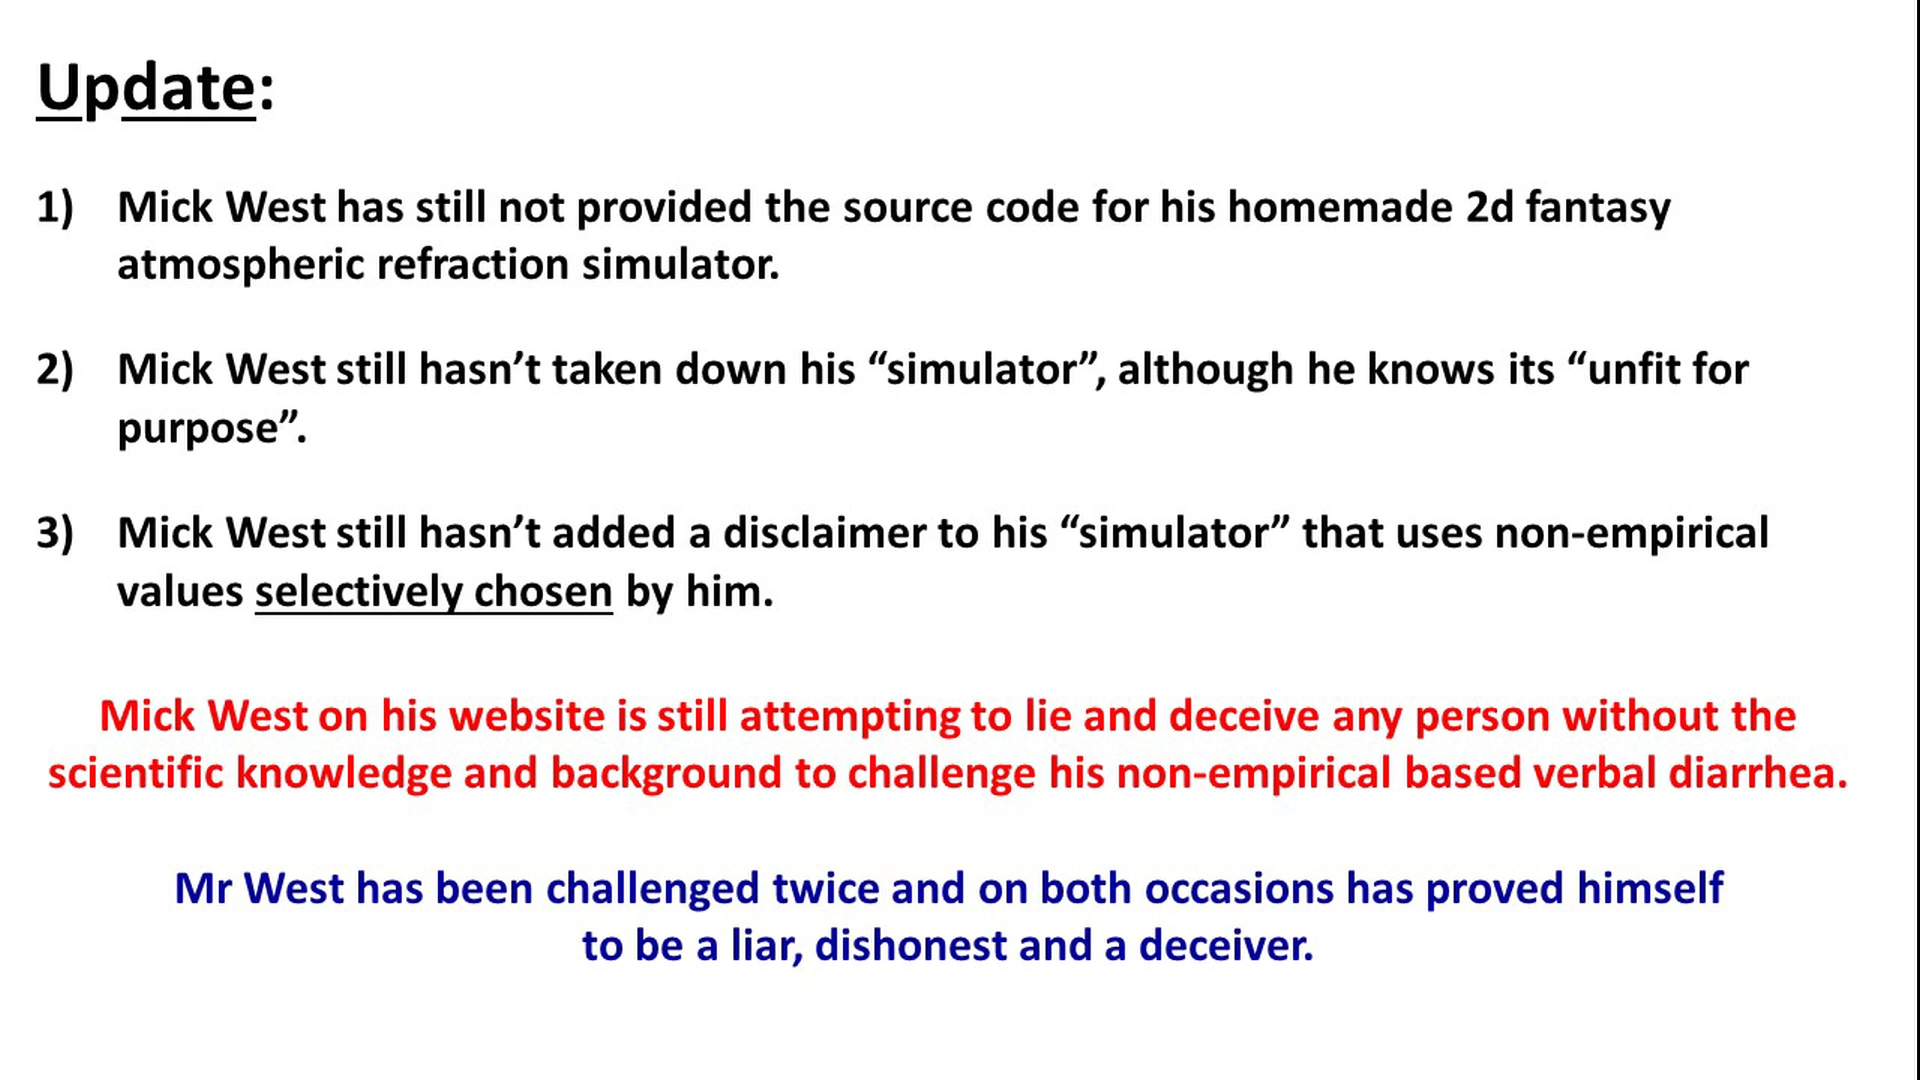 Update:
1) Mick West has still not provided the source code for his homemade 2d fantasy
atmospheric refraction simulator.
2) Mick West still hasn’t taken down his “simulator”, although he knows its “unfit for
purpose”.
3) Mick West still hasn’t added a disclaimer to his “simulator” that uses non-empirical
values selectively chosen by him.
Mick West on his website is still attempting to lie and deceive any person without the
scientific knowledge and background to challenge his non-empirical based verbal diarrhea.
Mr West has been challenged twice and on both occasions has proved himself
to be a liar, dishonest and a deceiver.